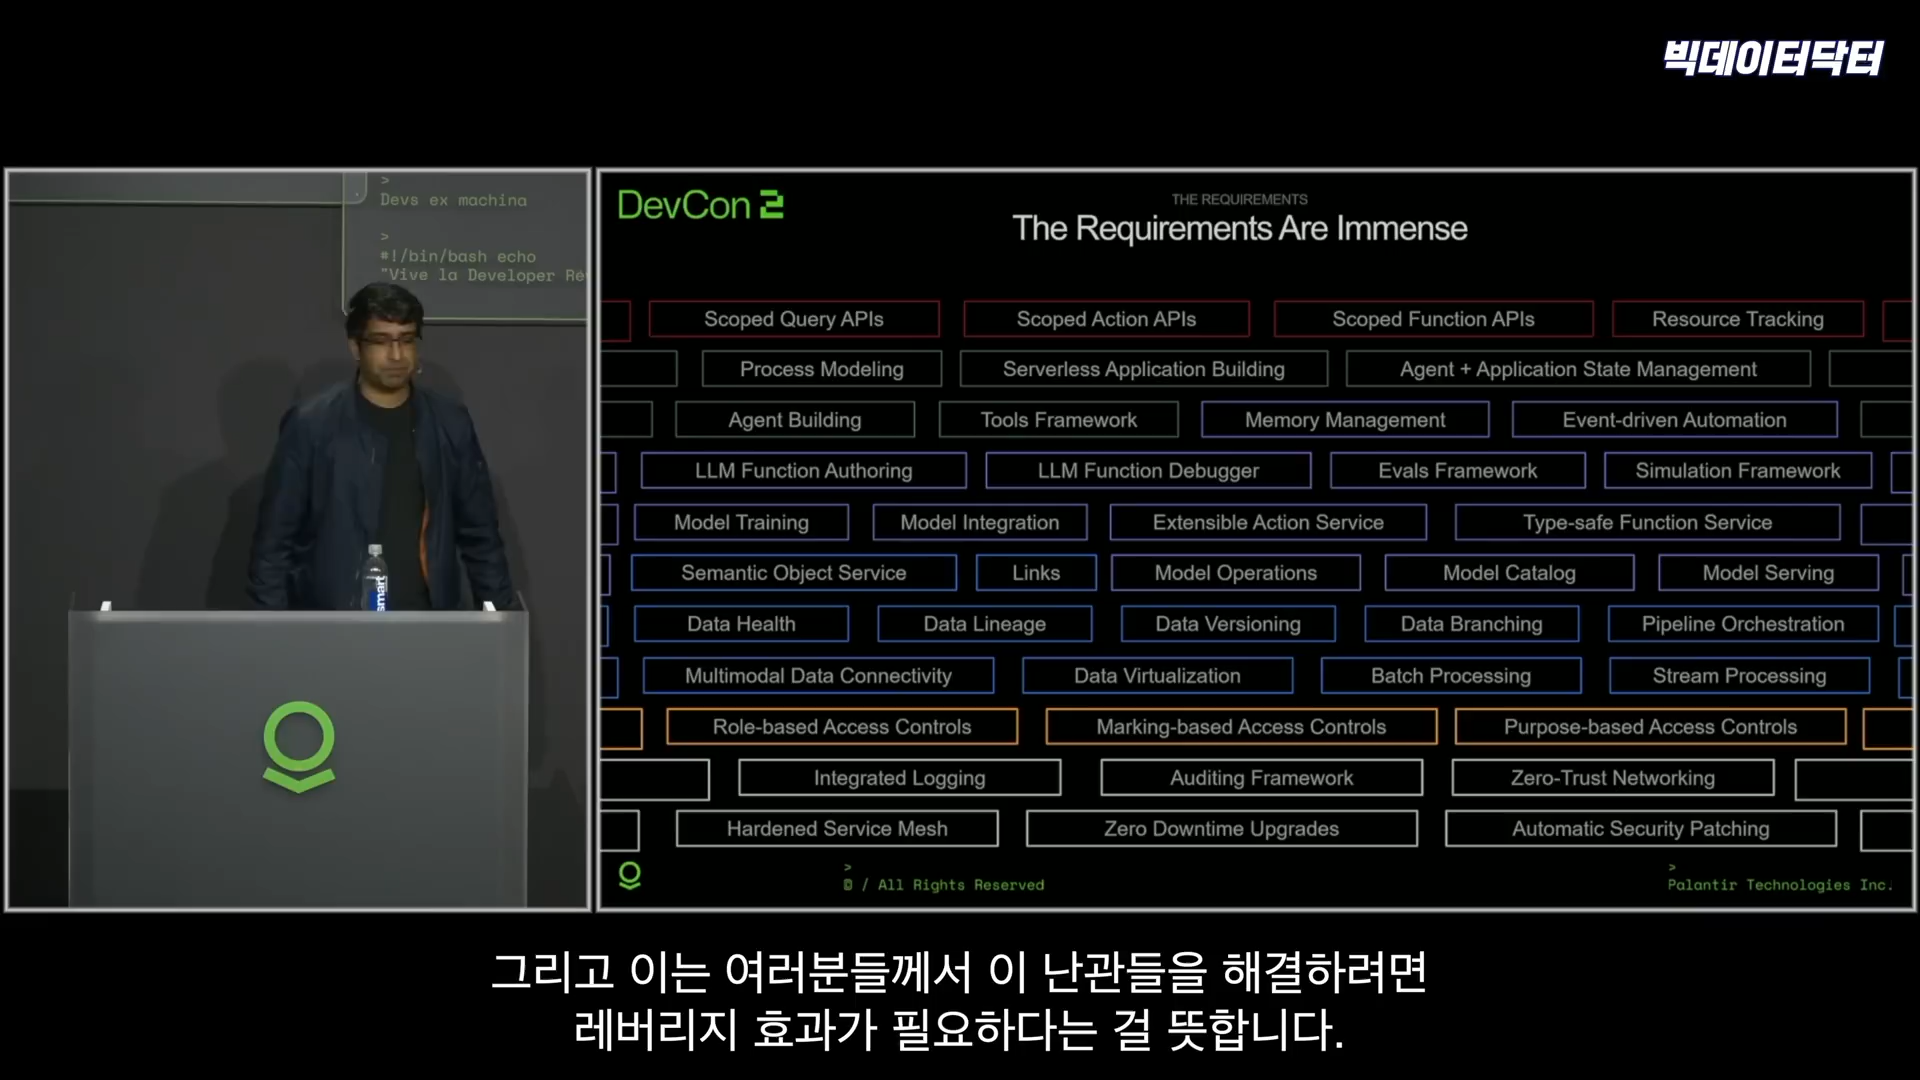 빅데이터닥터
>
Devs ex machina
>
#!/bin/bash echo
"Vive la Developer
smart
DevCon 2
THE REQUIREMENTS
The Requirements Are Immense
Scoped Query APIs
Scoped Action APIs
Scoped Function APIs
Resource Tracking
Process Modeling
Serverless Application Building
Agent + Application State Management
Agent Building
Tools Framework
Memory Management
Event-driven Automation
LLM Function Authoring
LLM Function Debugger
Evals Framework
Simulation Framework
Model Training
Model Integration
Extensible Action Service
Type-safe Function Service
Semantic Object Service
Links
Model Operations
Model Catalog
Model Serving
Data Health
Data Lineage
Data Versioning
Data Branching
Pipeline Orchestration
Multimodal Data Connectivity
Data Virtualization
Batch Processing
Stream Processing
Role-based Access Controls
Marking-based Access Controls
Purpose-based Access Controls
Integrated Logging
Auditing Framework
Zero-Trust Networking
Hardened Service Mesh
Zero Downtime Upgrades
Automatic Security Patching
>
© / All Rights Reserved
>
Palantir Technologies Inc.
그리고 이는 여러분들께서 이 난관들을 해결하려면
레버리지 효과가 필요하다는 걸 뜻합니다.